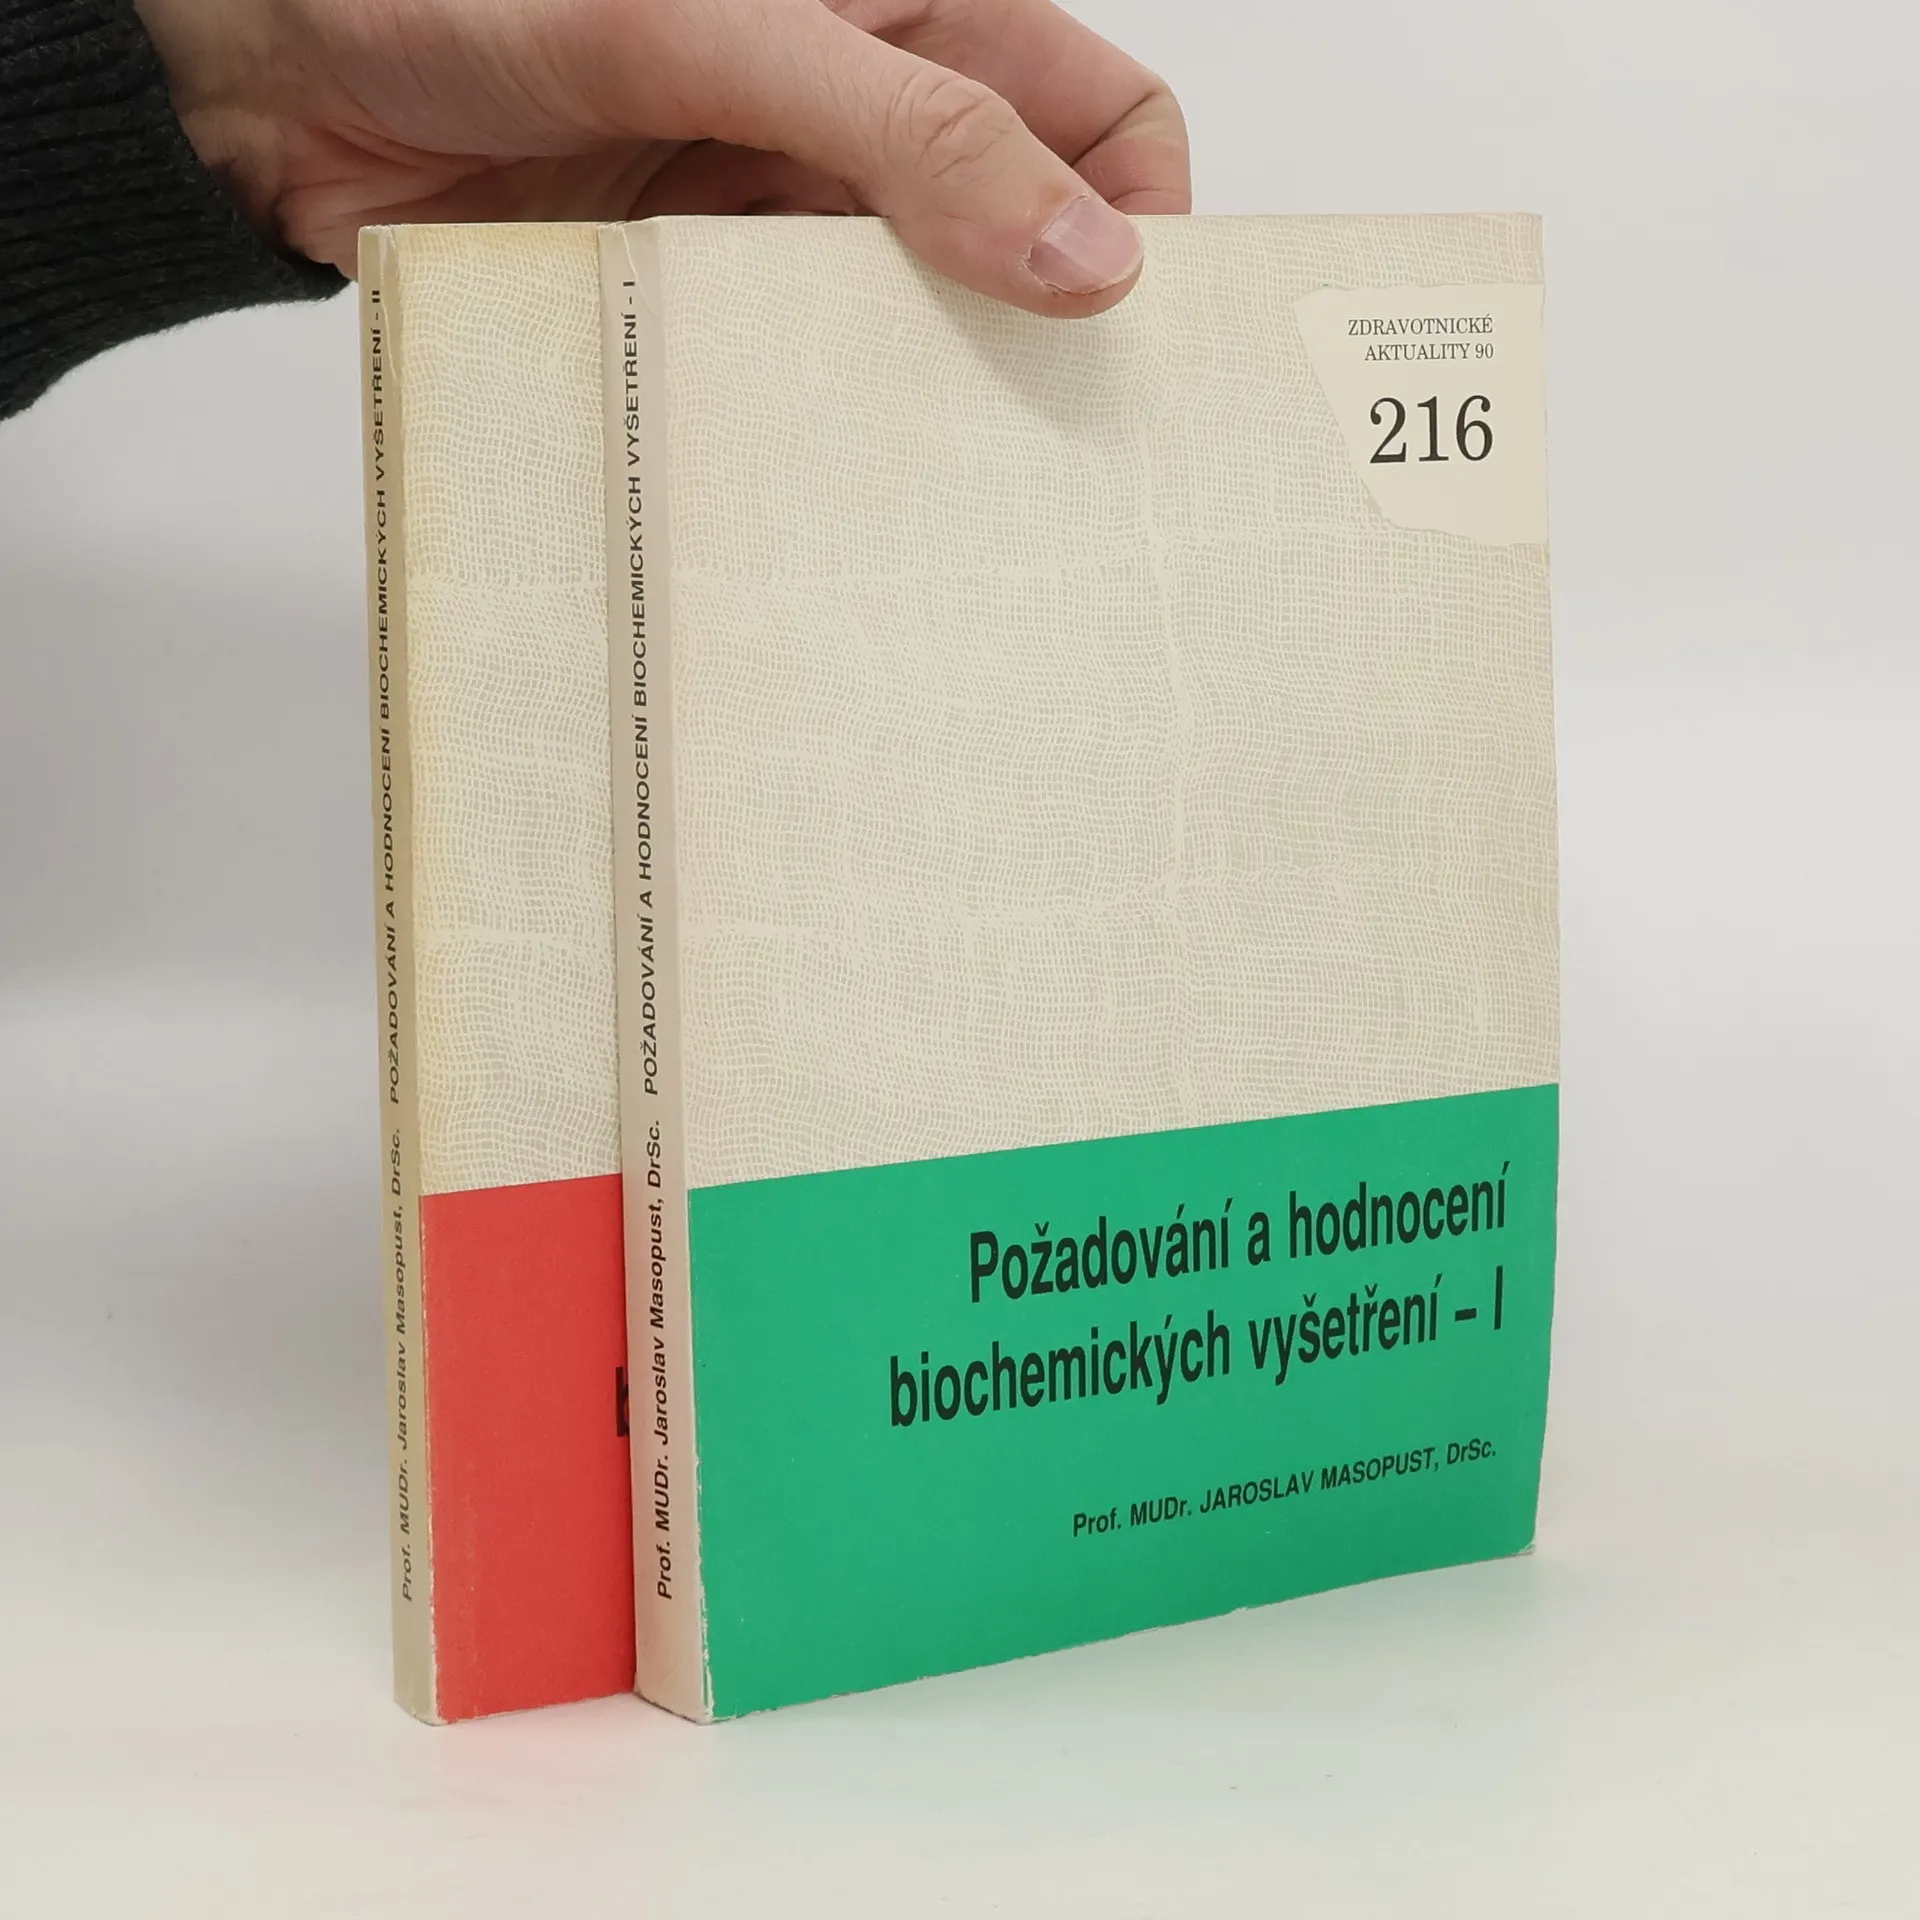 Prof. MUDr. Jaroslav Masopust, DrSc. POŽADOVÁNÍ A HODNOCENÍ BIOCHEMICKÝCH VYŠETŘENÍ - II
Prof. MUDr. Jaroslav Masopust, DrSc. POŽADOVÁNÍ A HODNOCENÍ BIOCHEMICKÝCH VYŠETŘENÍ - I
ZDRAVOTNICKÉ
AKTUALITY 90
216
Požadování a hodnocení
biochemických vyšetření – I
Prof. MUDr. JAROSLAV MASOPUST, DrSc.